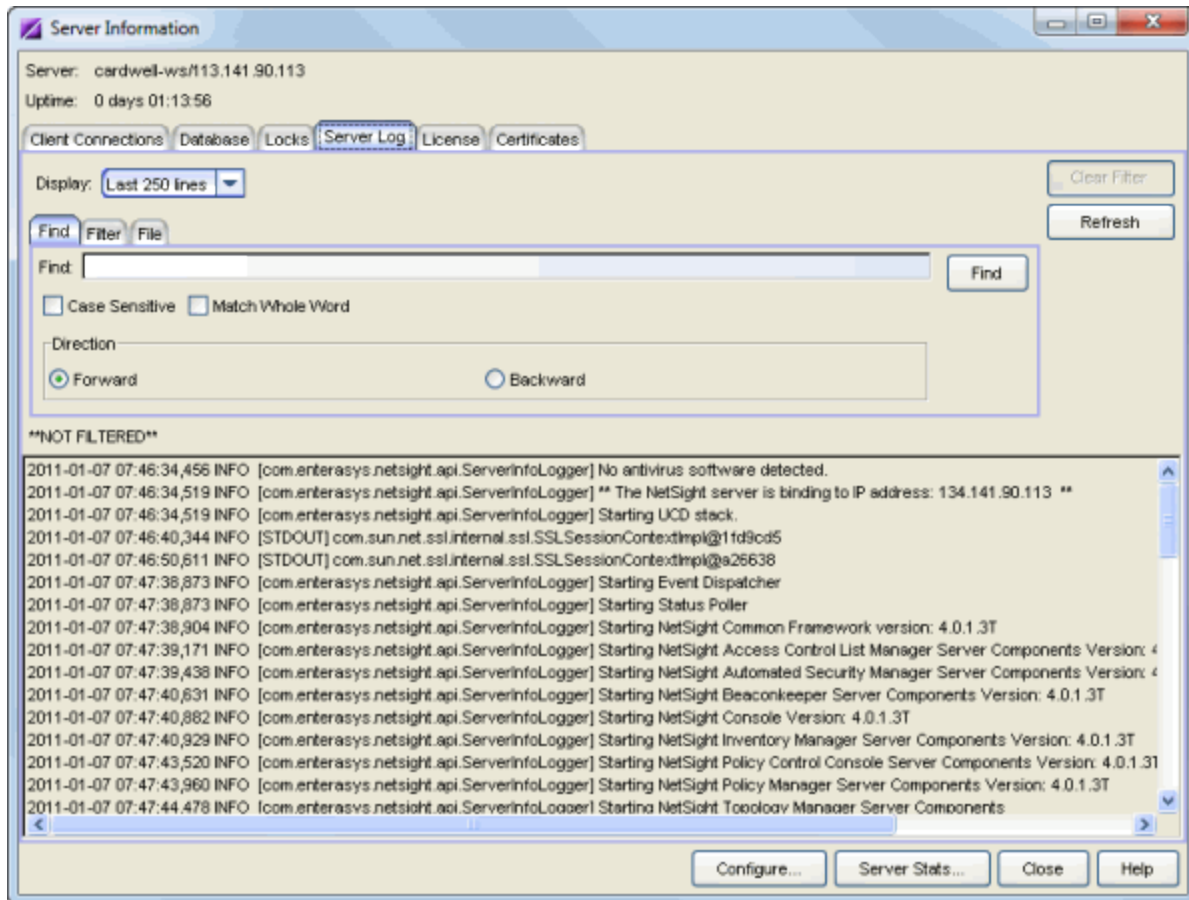 Server Information
Server: cardwell-ws/113.141.90.113
Uptime: 0 days 01:13:56
Client Connections Database Locks Server Log License Certificates
Display: Last 250 lines
Clear Filter
Refresh
Find Filter File
Find:
Find
Case Sensitive Match Whole Word
Direction
Forward Backward
**NOT FILTERED**
2011-01-07 07:46:34,456 INFO [com.enterasys.netsight.api.ServerInfoLogger] No antivirus software detected.
2011-01-07 07:46:34,519 INFO [com.enterasys.netsight.api.ServerInfoLogger] ** The NetSight server is binding to IP address: 134.141.90.113 **
2011-01-07 07:46:34,519 INFO [com.enterasys.netsight.api.ServerInfoLogger] Starting UCD stack.
2011-01-07 07:46:40,344 INFO [STDOUT] com.sun.net.ssl.internal.ssl.SSLSessionContextImpl@1fd9cd5
2011-01-07 07:46:50,611 INFO [STDOUT] com.sun.net.ssl.internal.ssl.SSLSessionContextImpl@a26638
2011-01-07 07:47:38,873 INFO [com.enterasys.netsight.api.ServerInfoLogger] Starting Event Dispatcher
2011-01-07 07:47:38,873 INFO [com.enterasys.netsight.api.ServerInfoLogger] Starting Status Poller
2011-01-07 07:47:38,904 INFO [com.enterasys.netsight.api.ServerInfoLogger] Starting NetSight Common Framework version: 4.0.1.3T
2011-01-07 07:47:39,171 INFO [com.enterasys.netsight.api.ServerInfoLogger] Starting NetSight Access Control List Manager Server Components Version: 4
2011-01-07 07:47:39,438 INFO [com.enterasys.netsight.api.ServerInfoLogger] Starting NetSight Automated Security Manager Server Components Version: 4
2011-01-07 07:47:40,631 INFO [com.enterasys.netsight.api.ServerInfoLogger] Starting NetSight Beaconkeeper Server Components Version: 4.0.1.3T
2011-01-07 07:47:40,882 INFO [com.enterasys.netsight.api.ServerInfoLogger] Starting NetSight Console Version: 4.0.1.3T
2011-01-07 07:47:40,929 INFO [com.enterasys.netsight.api.ServerInfoLogger] Starting NetSight Inventory Manager Server Components Version: 4.0.1.3T
2011-01-07 07:47:43,520 INFO [com.enterasys.netsight.api.ServerInfoLogger] Starting NetSight Policy Control Console Server Components Version: 4.0.1.3T
2011-01-07 07:47:43,960 INFO [com.enterasys.netsight.api.ServerInfoLogger] Starting NetSight Policy Manager Server Components Version: 4.0.1.3T
2011-01-07 07:47:44,478 INFO [com.enterasys.netsight.api.ServerInfoLogger] Starting NetSight Topology Manager Server Components
Configure... Server Stats... Close Help